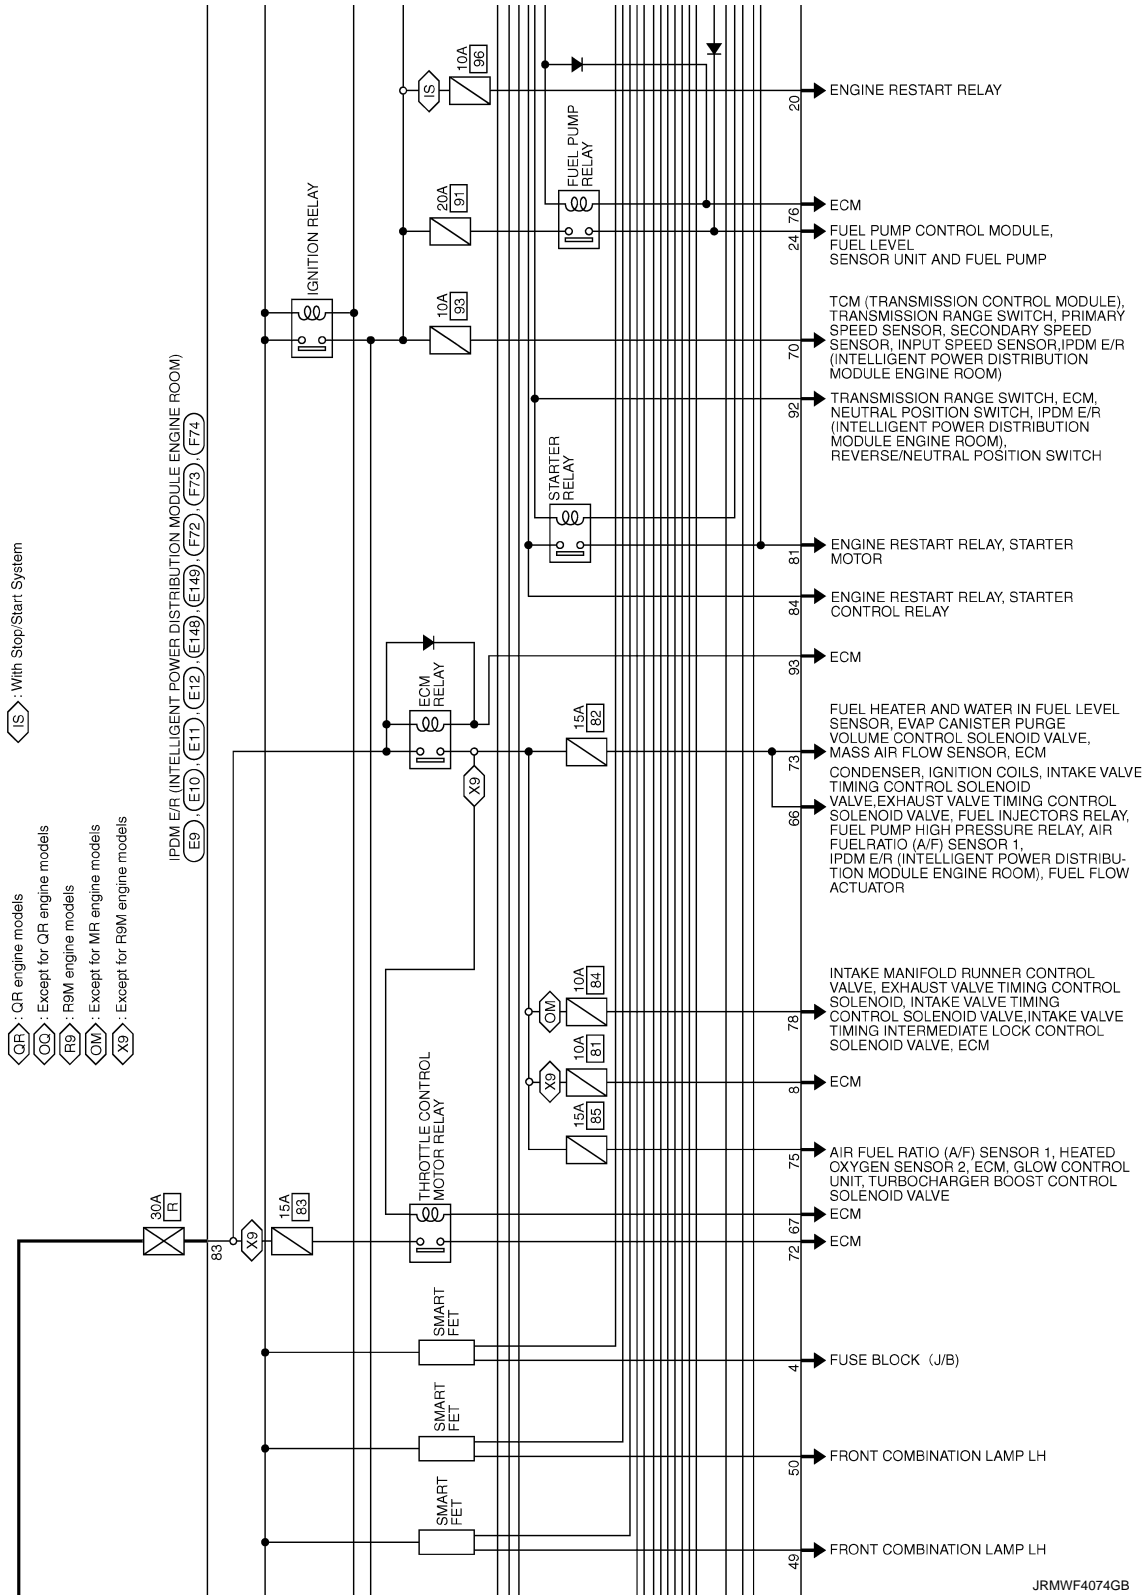 10A
96
IS
20
ENGINE RESTART RELAY
FUEL PUMP
RELAY
20A
91
76
ECM
24
FUEL PUMP CONTROL MODULE,
FUEL LEVEL
SENSOR UNIT AND FUEL PUMP
IGNITION RELAY
10A
93
70
TCM (TRANSMISSION CONTROL MODULE),
TRANSMISSION RANGE SWITCH, PRIMARY
SPEED SENSOR, SECONDARY SPEED
SENSOR, INPUT SPEED SENSOR,IPDM E/R
(INTELLIGENT POWER DISTRIBUTION
MODULE ENGINE ROOM)
92
TRANSMISSION RANGE SWITCH, ECM,
NEUTRAL POSITION SWITCH, IPDM E/R
(INTELLIGENT POWER DISTRIBUTION
MODULE ENGINE ROOM),
REVERSE/NEUTRAL POSITION SWITCH
IPDM E/R (INTELLIGENT POWER DISTRIBUTION MODULE ENGINE ROOM)
E9 , E10 , E11 , E12 , E148 , E149 , F72 , F73 , F74
STARTER
RELAY
81
ENGINE RESTART RELAY, STARTER
MOTOR
84
ENGINE RESTART RELAY, STARTER
CONTROL RELAY
IS : With Stop/Start System
ECM
RELAY
93
ECM
15A
82
X9
73
FUEL HEATER AND WATER IN FUEL LEVEL
SENSOR, EVAP CANISTER PURGE
VOLUME CONTROL SOLENOID VALVE,
MASS AIR FLOW SENSOR, ECM
66
CONDENSER, IGNITION COILS, INTAKE VALVE
TIMING CONTROL SOLENOID
VALVE,EXHAUST VALVE TIMING CONTROL
SOLENOID VALVE, FUEL INJECTORS RELAY,
FUEL PUMP HIGH PRESSURE RELAY, AIR
FUELRATIO (A/F) SENSOR 1,
IPDM E/R (INTELLIGENT POWER DISTRIBU-
TION MODULE ENGINE ROOM), FUEL FLOW
ACTUATOR
QR : QR engine models
OQ : Except for QR engine models
R9 : R9M engine models
OM : Except for MR engine models
X9 : Except for R9M engine models
10A
84
OM
78
INTAKE MANIFOLD RUNNER CONTROL
VALVE, EXHAUST VALVE TIMING CONTROL
SOLENOID, INTAKE VALVE TIMING
CONTROL SOLENOID VALVE,INTAKE VALVE
TIMING INTERMEDIATE LOCK CONTROL
SOLENOID VALVE, ECM
10A
81
X9
8
ECM
15A
85
75
AIR FUEL RATIO (A/F) SENSOR 1, HEATED
OXYGEN SENSOR 2, ECM, GLOW CONTROL
UNIT, TURBOCHARGER BOOST CONTROL
SOLENOID VALVE
THROTTLE CONTROL
MOTOR RELAY
67
ECM
30A
R
83
X9
15A
83
72
ECM
SMART
FET
4
FUSE BLOCK (J/B)
SMART
FET
50
FRONT COMBINATION LAMP LH
SMART
FET
49
FRONT COMBINATION LAMP LH
JRMWF4074GB